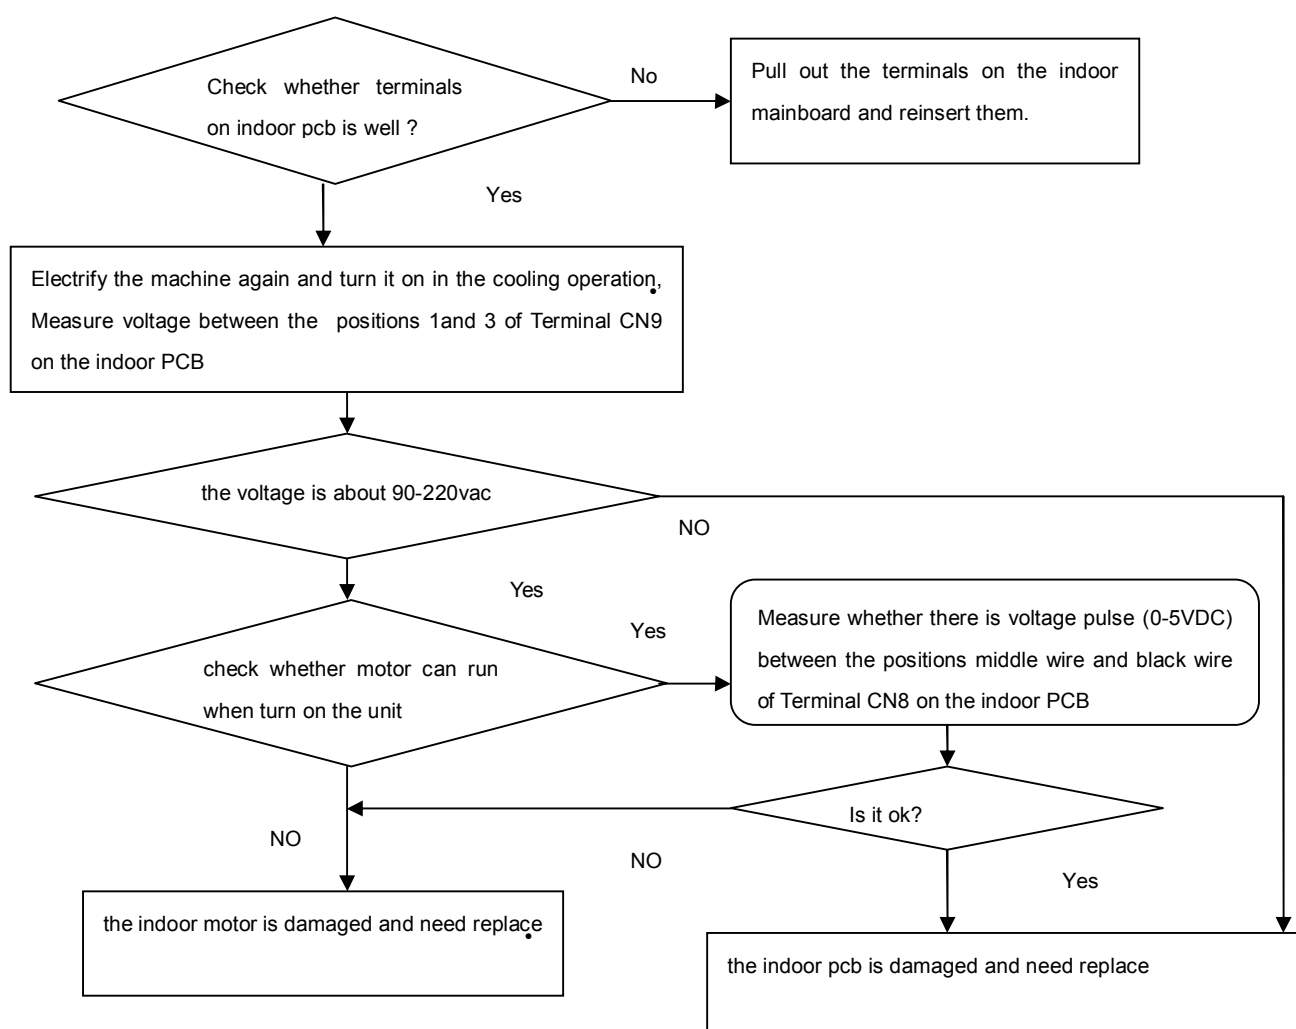 Check whether terminals
on indoor pcb is well ?
No
Pull out the terminals on the indoor
mainboard and reinsert them.
Yes
Electrify the machine again and turn it on in the cooling operation,
Measure voltage between the positions 1and 3 of Terminal CN9
on the indoor PCB
the voltage is about 90-220vac
NO
Yes
check whether motor can run
when turn on the unit
Yes
Measure whether there is voltage pulse (0-5VDC)
between the positions middle wire and black wire
of Terminal CN8 on the indoor PCB
Is it ok?
NO
NO
Yes
the indoor motor is damaged and need replace
the indoor pcb is damaged and need replace